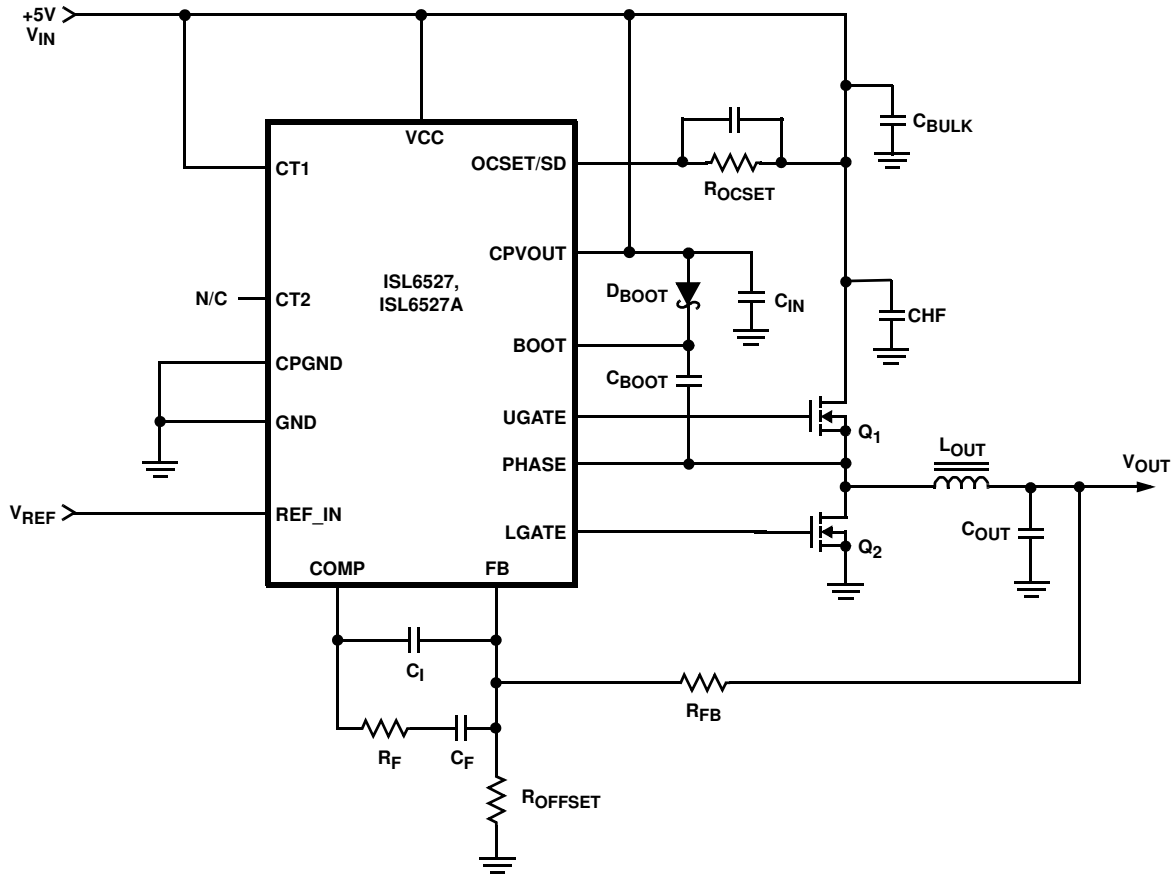 +5V
VIN
VCC
CBULK
CT1
OCSET/SD
ROCSET
CPVOUT
ISL6527,
ISL6527A
DBOOT
CIN
N/C
CT2
CHF
BOOT
CPGND
CBOOT
UGATE
Q1
GND
LOUT
PHASE
VOUT
VREF
REF_IN
LGATE
Q2
COUT
COMP
FB
CI
RFB
RF
CF
ROFFSET